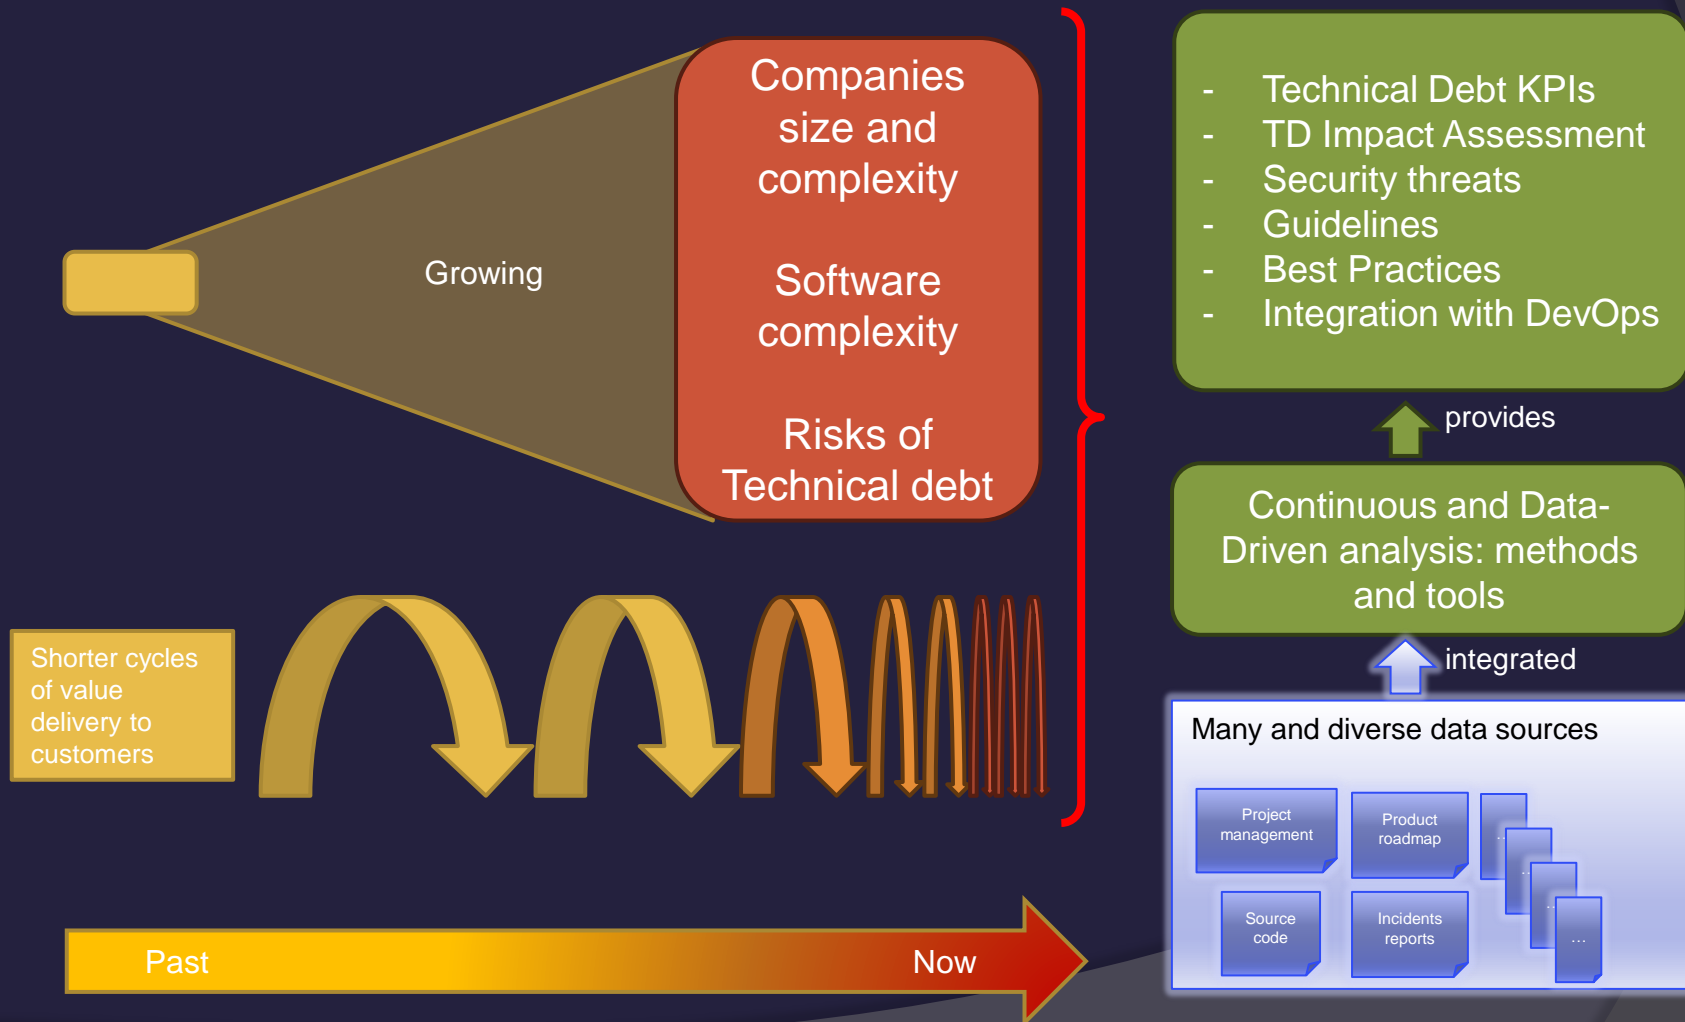 Companies
size and
complexity
Software
complexity
Risks of
Technical debt
Growing
Shorter cycles
of value
delivery to
customers
Past
Now
- Technical Debt KPIs
- TD Impact Assessment
- Security threats
- Guidelines
- Best Practices
- Integration with DevOps
provides
Continuous and Data-
Driven analysis: methods
and tools
integrated
Many and diverse data sources
Project
management
Product
roadmap
Source
code
Incidents
reports
...
...
...
...